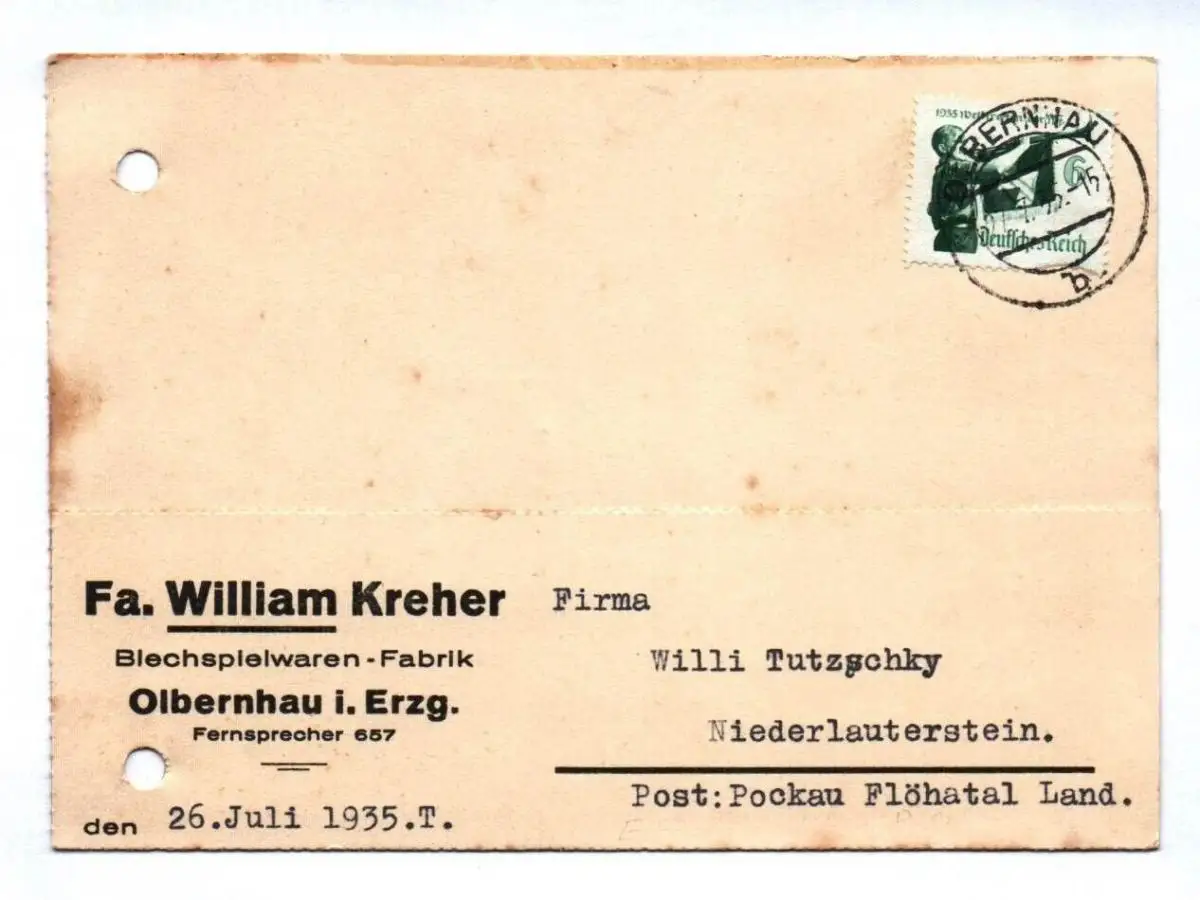 1935
6
Deutsches Reich
OLBERNHAU
b
Fa. William Kreher
Blechspielwaren-Fabrik
Olbernhau i. Erzg.
Fernsprecher 657
den 26.Juli 1935.T.
Firma
Willi Tutzschky
Niederlauterstein.
Post:Pockau Flöhatal Land.